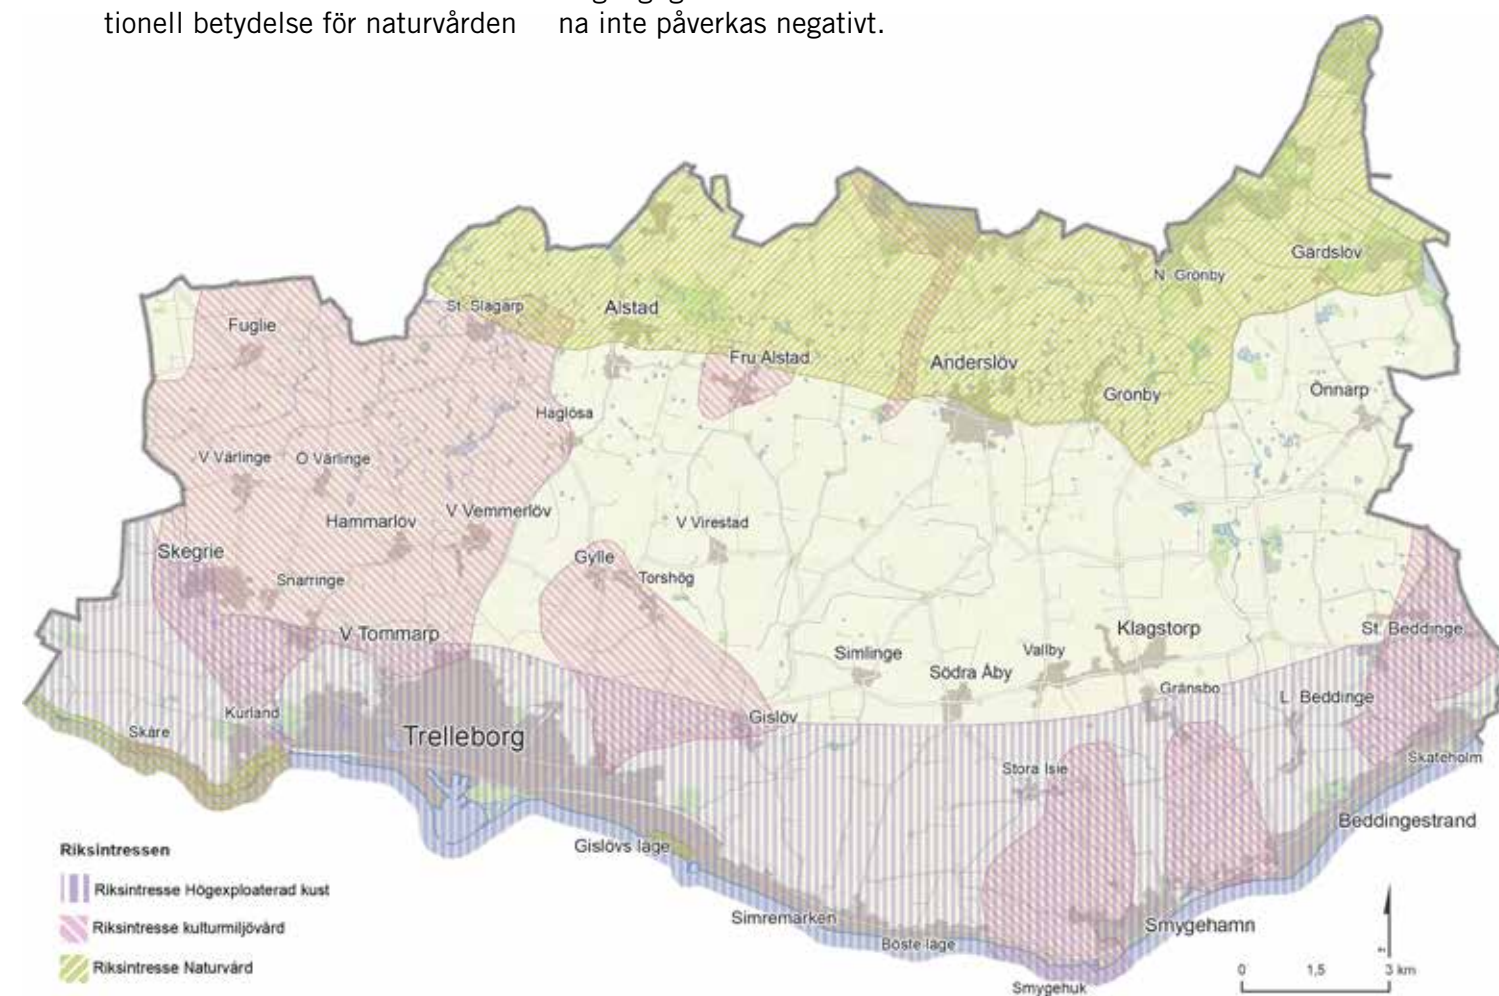 tionell betydelse för naturvården
na inte påverkas negativt.
Gärdslöv
N Grönby
St Slågarp
Alstad
Fuglie
Fru Alstad
Anderslöv
Grönby
Önnarp
Haglösa
V Värlinge
Ö Värlinge
Hammarlöv
V Vemmerlöv
V Virestad
Skegrie
Gylle
Snarringe
Torshög
V Tommarp
Klagstorp
St Beddinge
Simlinge
Vallby
Södra Åby
Gränsbo
L Beddinge
Kurland
Gislöv
Skåre
Trelleborg
Skateholm
Stora Isie
Beddingestrand
Gislövs läge
Riksintressen
Riksintresse Högexploaterad kust
Riksintresse kulturmiljövård
Riksintresse Naturvård
Simremarken
Smygehamn
Böste läge
Smygehuk
0 1,5 3 km